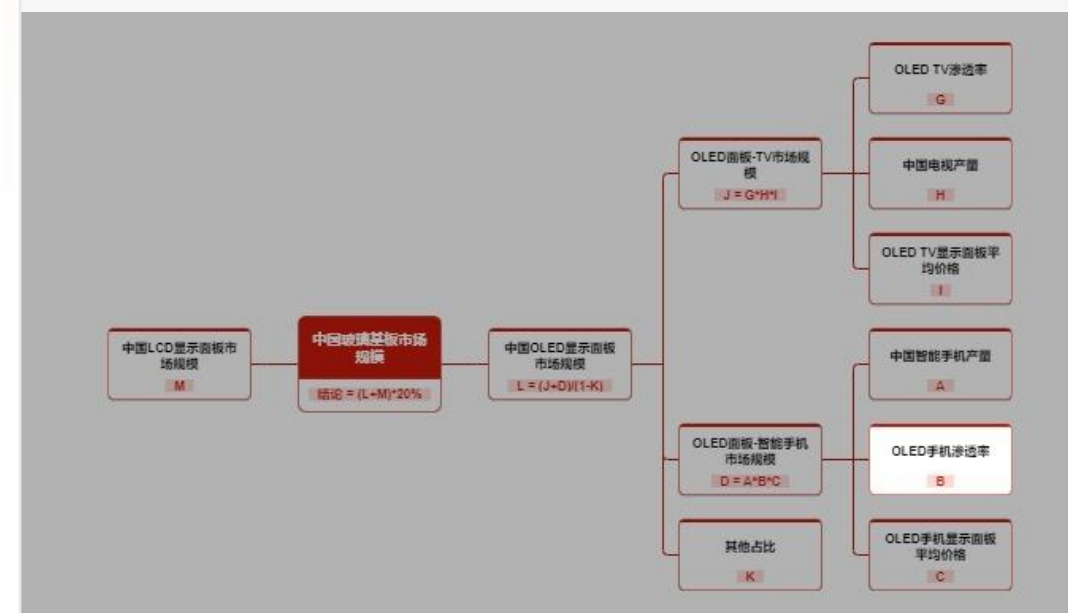 OLED TV渗透率
G
OLED面板-TV市场规
模
J = G*H*I
中国电视产量
H
OLED TV显示面板平
均价格
I
中国LCD显示面板市
场规模
M
中国玻璃基板市场
规模
结论 = (L+M)*20%
中国OLED显示面板
市场规模
L = (J+D)/(1-K)
中国智能手机产量
A
OLED面板-智能手机
市场规模
D = A*B*C
OLED手机渗透率
B
其他占比
K
OLED手机显示面板
平均价格
C